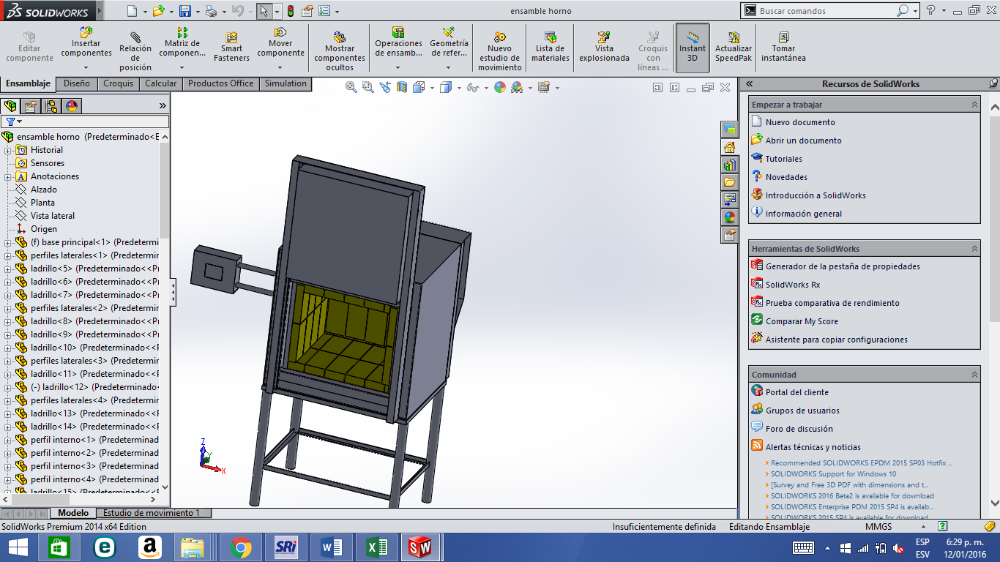 SOLIDWORKS
ensamble horno
Buscar comandos
Editar componente
Insertar componentes
Relación de posición
Matriz de componen...
Smart Fasteners
Mover componente
Mostrar componentes ocultos
Operaciones de ensamb...
Geometría de refer...
Nuevo estudio de movimiento
Lista de materiales
Vista explosionada
Croquis con líneas ...
Instant 3D
Actualizar SpeedPak
Tomar instantánea
Ensamblaje
Diseño
Croquis
Calcular
Productos Office
Simulation
ensamble horno (Predeterminado<E
Historial
Sensores
Anotaciones
Alzado
Planta
Vista lateral
Origen
(f) base principal<1> (Predetermi
perfiles laterales<1> (Predetermir
ladrillo<5> (Predeterminado<<Pr
ladrillo<6> (Predeterminado<<Pr
ladrillo<7> (Predeterminado<<Pr
perfiles laterales<2> (Predetermir
ladrillo<8> (Predeterminado<<Pr
ladrillo<9> (Predeterminado<<Pr
ladrillo<10> (Predeterminado<<P
perfiles laterales<3> (Predetermir
ladrillo<11> (Predeterminado<<P
(-) ladrillo<12> (Predeterminado<
perfiles laterales<4> (Predetermir
ladrillo<13> (Predeterminado<<P
ladrillo<14> (Predeterminado<<P
perfil interno<1> (Predeterminad
perfil interno<2> (Predeterminad
perfil interno<3> (Predeterminad
perfil interno<4> (Predeterminad
ladrillo<15> (Predeterminado<<P
Z
Y
X
Modelo
Estudio de movimiento 1
Recursos de SolidWorks
Empezar a trabajar
Nuevo documento
Abrir un documento
Tutoriales
Novedades
Introducción a SolidWorks
Información general
Herramientas de SolidWorks
Generador de la pestaña de propiedades
SolidWorks Rx
Prueba comparativa de rendimiento
Comparar My Score
Asistente para copiar configuraciones
Comunidad
Portal del cliente
Grupos de usuarios
Foro de discusión
Alertas técnicas y noticias
Recommended SOLIDWORKS EPDM 2015 SP03 Hotfix ...
SOLIDWORKS Support for Windows 10
[Survey and Free 3D PDF with dimensions and t...
SOLIDWORKS 2016 Beta2 is available for download
SOLIDWORKS Enterprise PDM 2015 SP4 is availab...
SOLIDWORKS 2015 SP4 is available for download
SolidWorks Premium 2014 x64 Edition
Insuficientemente definida
Editando Ensamblaje
MMGS
SRi
ESP
ESV
6:29 p. m.
12/01/2016